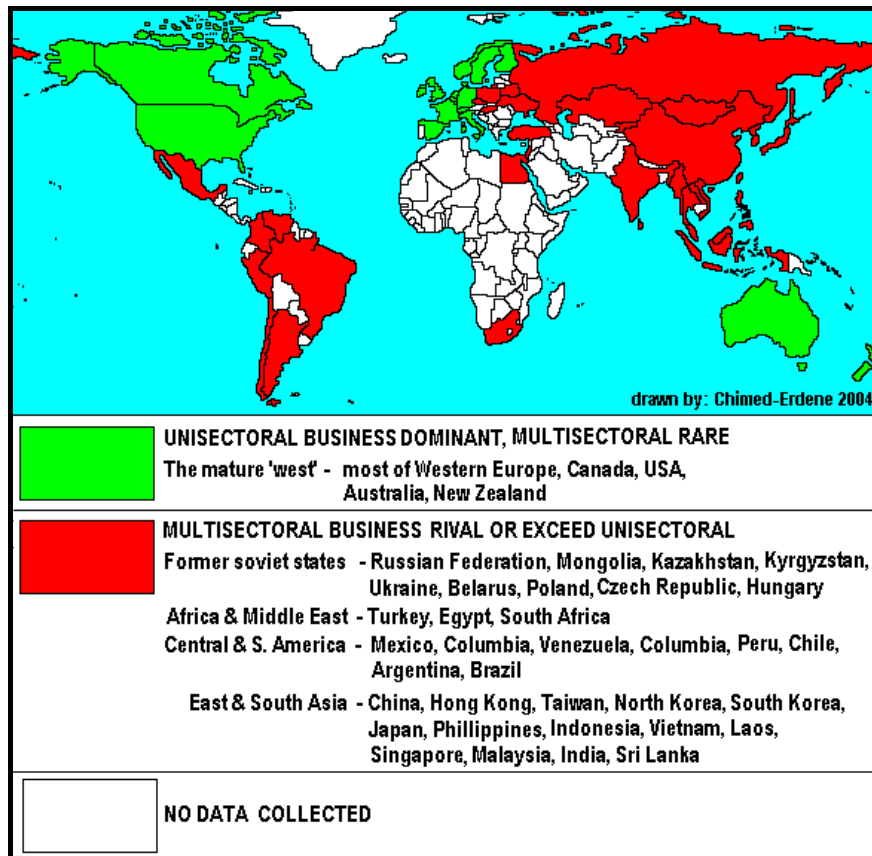 drawn by: Chimed-Erdene 2004
UNISECTORAL BUSINESS DOMINANT, MULTISECTORAL RARE
The mature 'west' - most of Western Europe, Canada, USA,
Australia, New Zealand
MULTISECTORAL BUSINESS RIVAL OR EXCEED UNISECTORAL
Former soviet states - Russian Federation, Mongolia, Kazakhstan, Kyrgyzstan,
Ukraine, Belarus, Poland, Czech Republic, Hungary
Africa & Middle East - Turkey, Egypt, South Africa
Central & S. America - Mexico, Columbia, Venezuela, Columbia, Peru, Chile,
Argentina, Brazil
East & South Asia - China, Hong Kong, Taiwan, North Korea, South Korea,
Japan, Phillippines, Indonesia, Vietnam, Laos,
Singapore, Malaysia, India, Sri Lanka
NO DATA COLLECTED